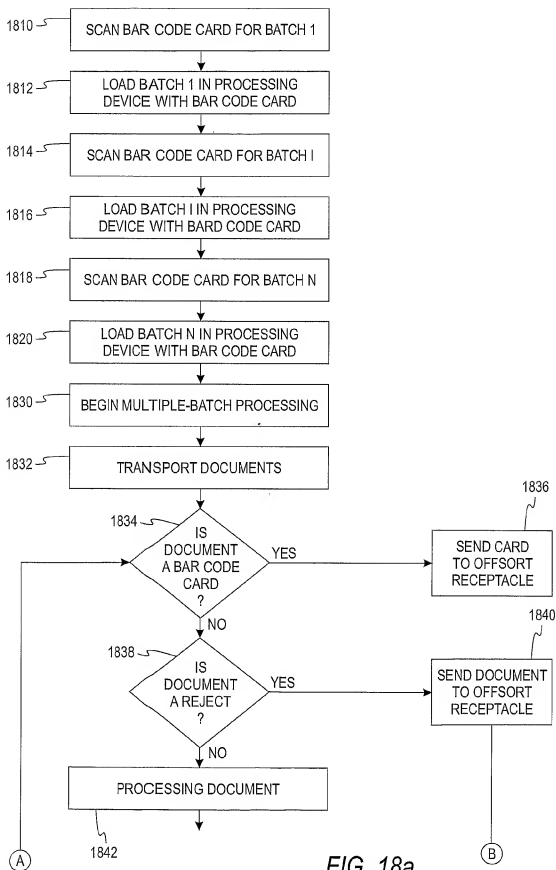 1810
SCAN BAR CODE CARD FOR BATCH 1
1812
LOAD BATCH 1 IN PROCESSING
DEVICE WITH BAR CODE CARD
1814
SCAN BAR CODE CARD FOR BATCH I
1816
LOAD BATCH I IN PROCESSING
DEVICE WITH BARD CODE CARD
1818
SCAN BAR CODE CARD FOR BATCH N
1820
LOAD BATCH N IN PROCESSING
DEVICE WITH BAR CODE CARD
1830
BEGIN MULTIPLE-BATCH PROCESSING
1832
TRANSPORT DOCUMENTS
1834
IS
DOCUMENT
A BAR CODE
CARD
?
YES
1836
SEND CARD
TO OFFSORT
RECEPTACLE
NO
1838
IS
DOCUMENT
A REJECT
?
YES
1840
SEND DOCUMENT
TO OFFSORT
RECEPTACLE
NO
PROCESSING DOCUMENT
1842
A
B
FIG. 18a